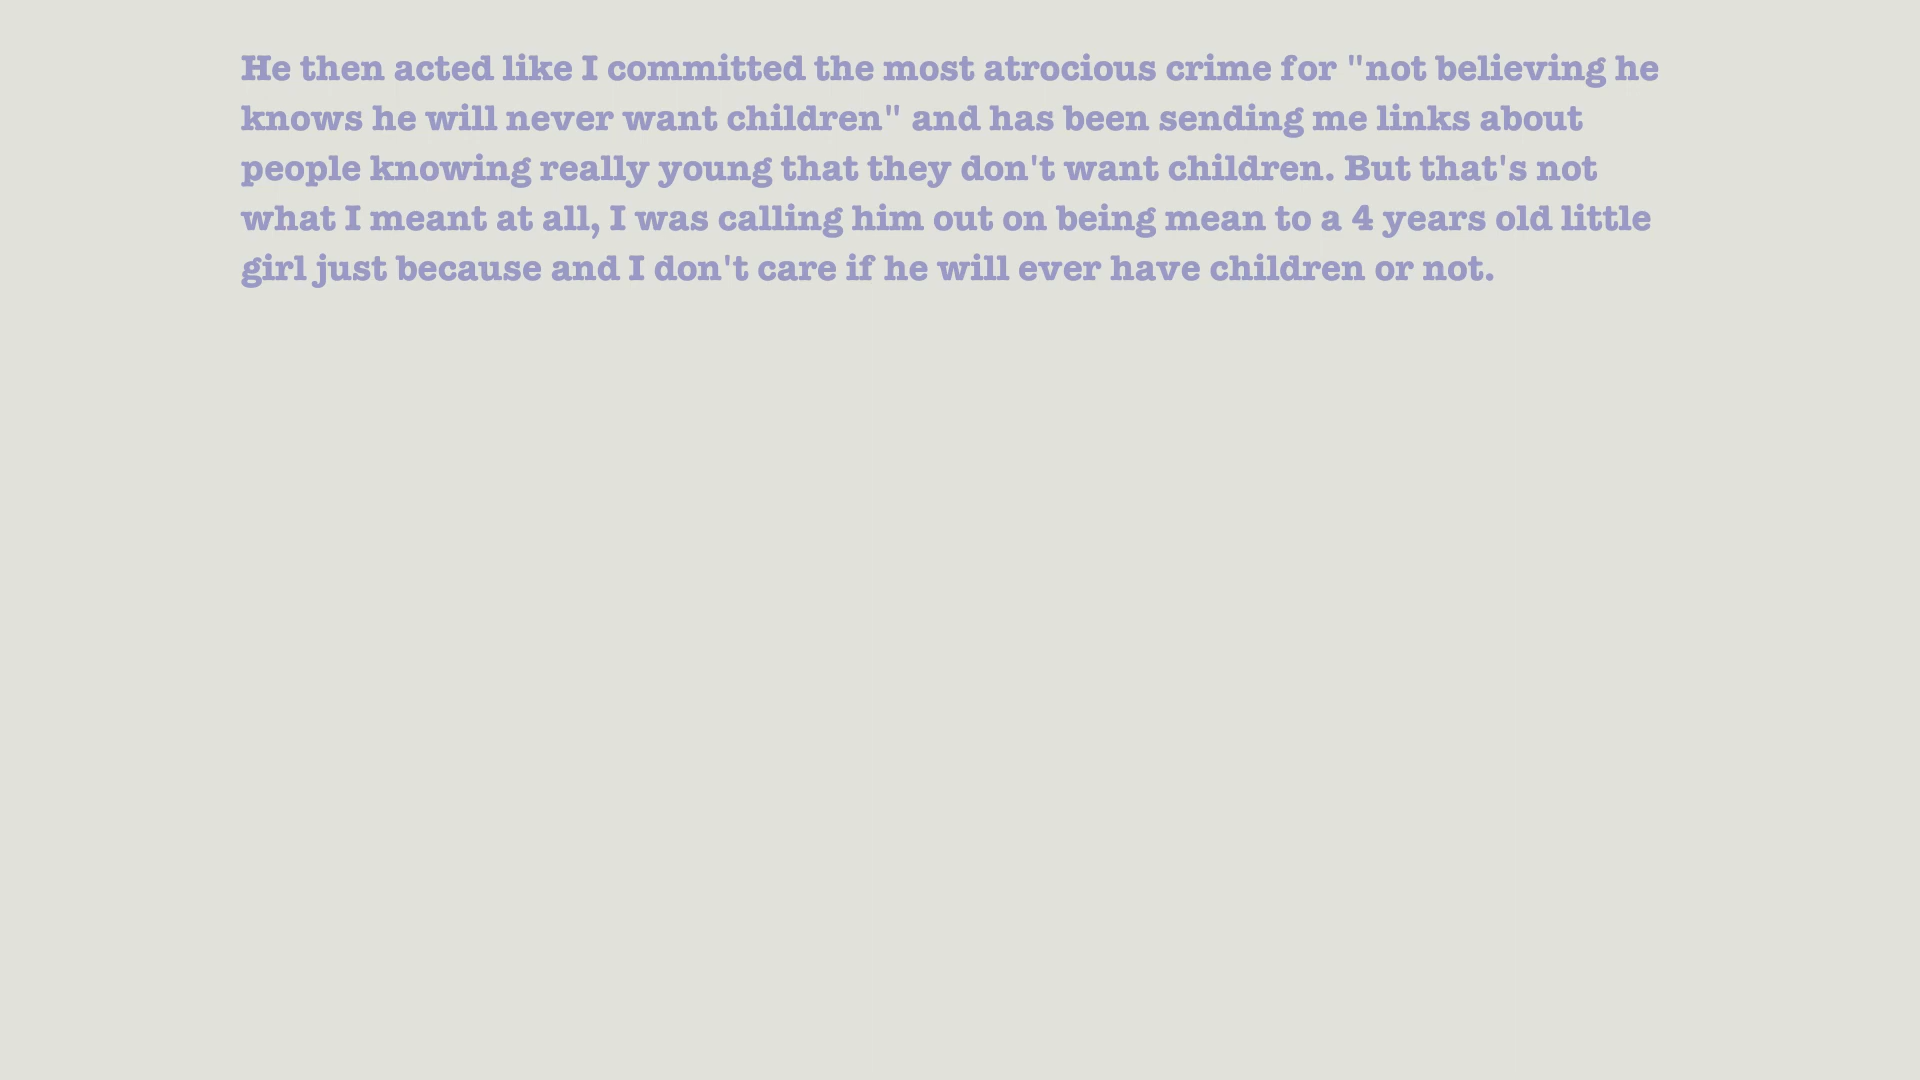 He then acted like I committed the most atrocious crime for "not believing he
knows he will never want children" and has been sending me links about
people knowing really young that they don't want children. But that's not
what I meant at all, I was calling him out on being mean to a 4 years old little
girl just because and I don't care if he will ever have children or not.